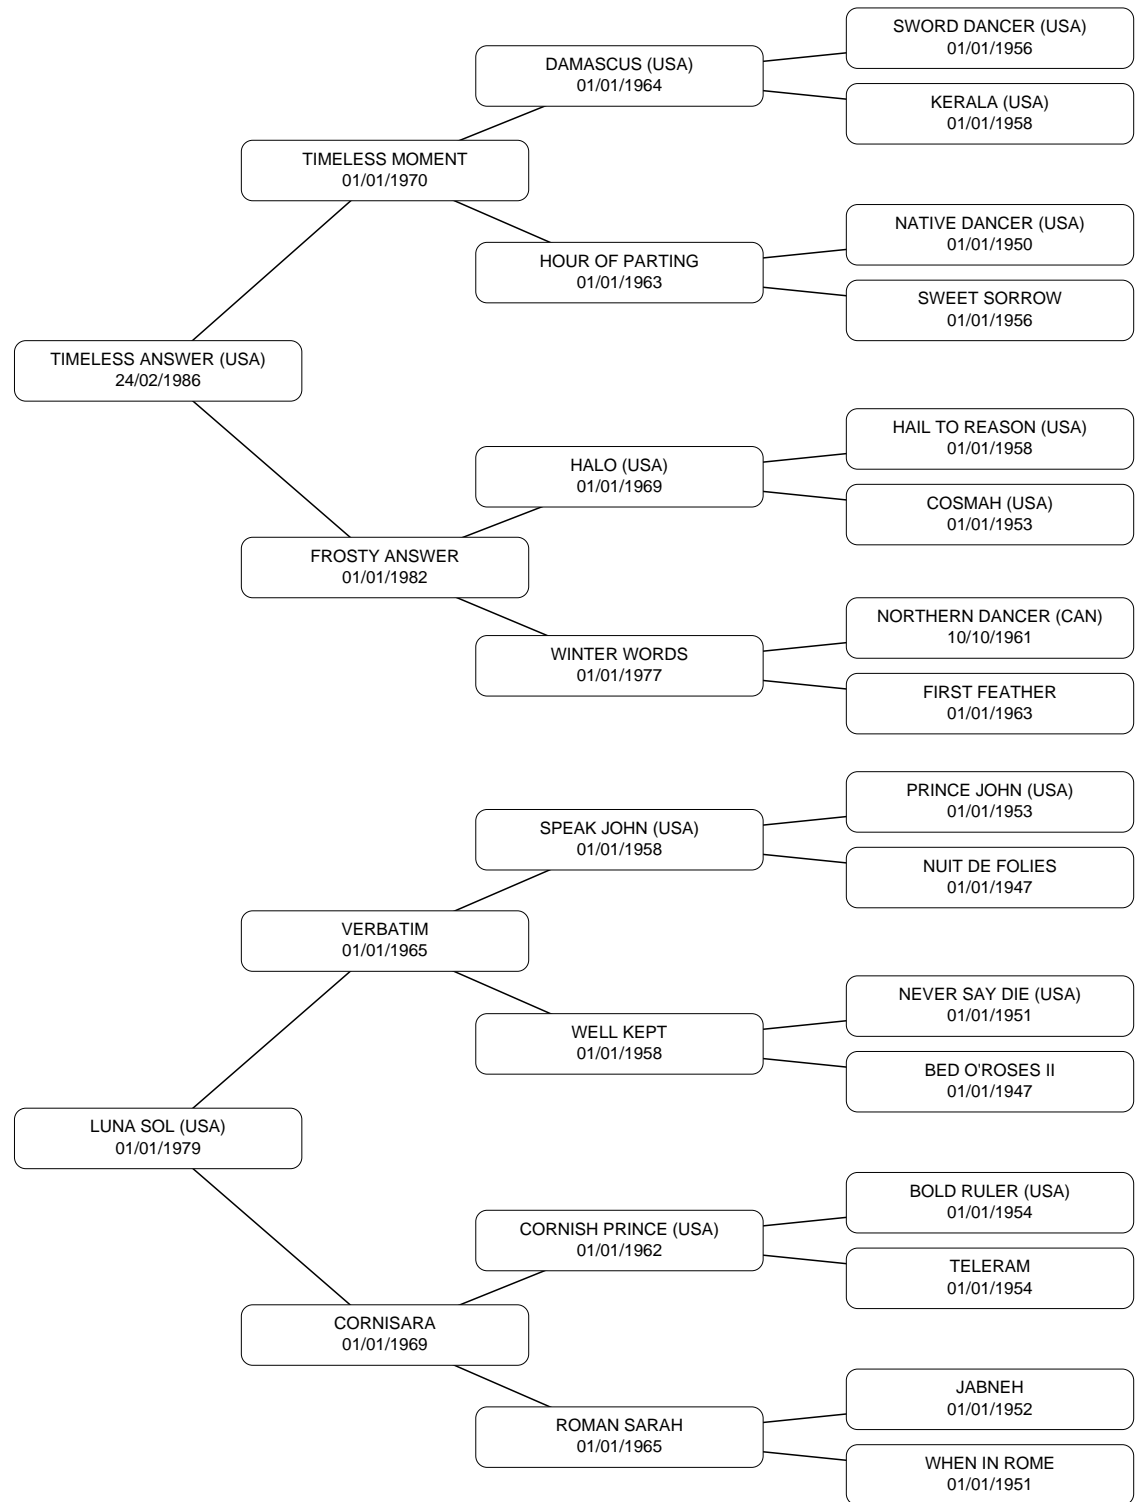 SWORD DANCER (USA)
01/01/1956
DAMASCUS (USA)
01/01/1964
KERALA (USA)
01/01/1958
TIMELESS MOMENT
01/01/1970
NATIVE DANCER (USA)
01/01/1950
HOUR OF PARTING
01/01/1963
SWEET SORROW
01/01/1956
TIMELESS ANSWER (USA)
24/02/1986
HAIL TO REASON (USA)
01/01/1958
HALO (USA)
01/01/1969
COSMAH (USA)
01/01/1953
FROSTY ANSWER
01/01/1982
NORTHERN DANCER (CAN)
10/10/1961
WINTER WORDS
01/01/1977
FIRST FEATHER
01/01/1963
PRINCE JOHN (USA)
01/01/1953
SPEAK JOHN (USA)
01/01/1958
NUIT DE FOLIES
01/01/1947
VERBATIM
01/01/1965
NEVER SAY DIE (USA)
01/01/1951
WELL KEPT
01/01/1958
BED O'ROSES II
01/01/1947
LUNA SOL (USA)
01/01/1979
BOLD RULER (USA)
01/01/1954
CORNISH PRINCE (USA)
01/01/1962
TELERAM
01/01/1954
CORNISARA
01/01/1969
JABNEH
01/01/1952
ROMAN SARAH
01/01/1965
WHEN IN ROME
01/01/1951